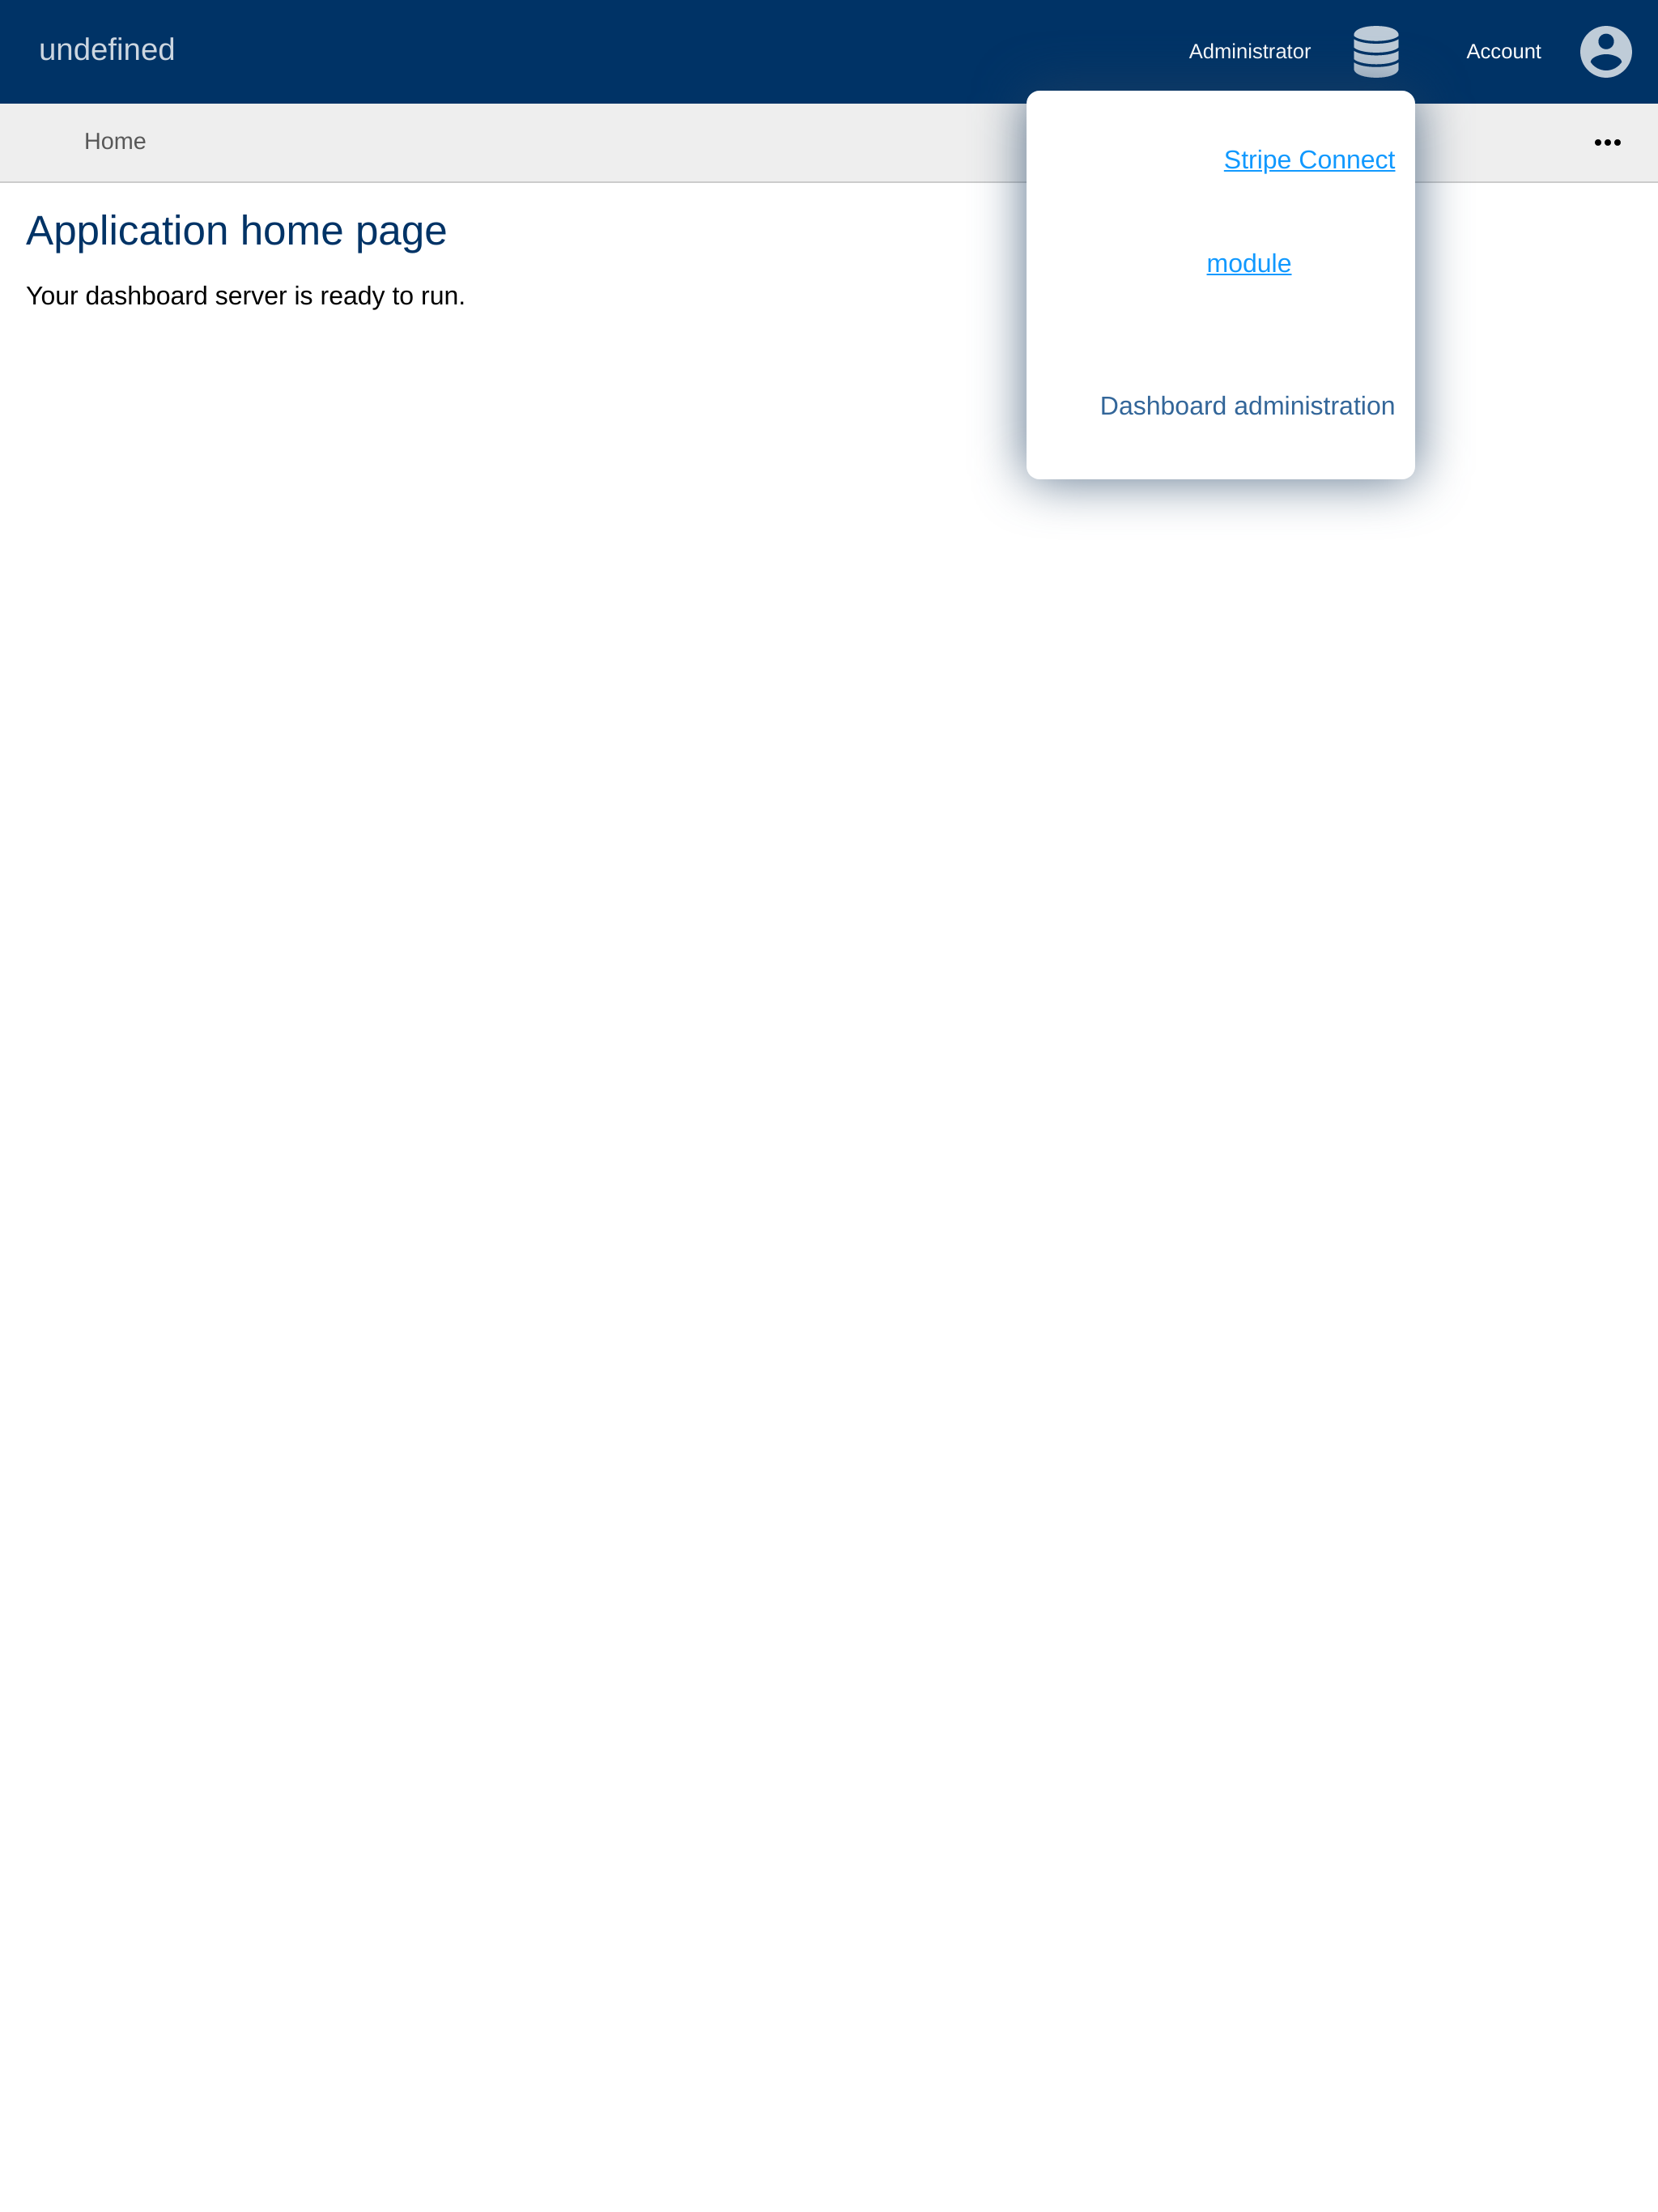 undefined
Administrator
Account
Home
•••
Stripe Connect
module
Dashboard administration
Application home page
Your dashboard server is ready to run.